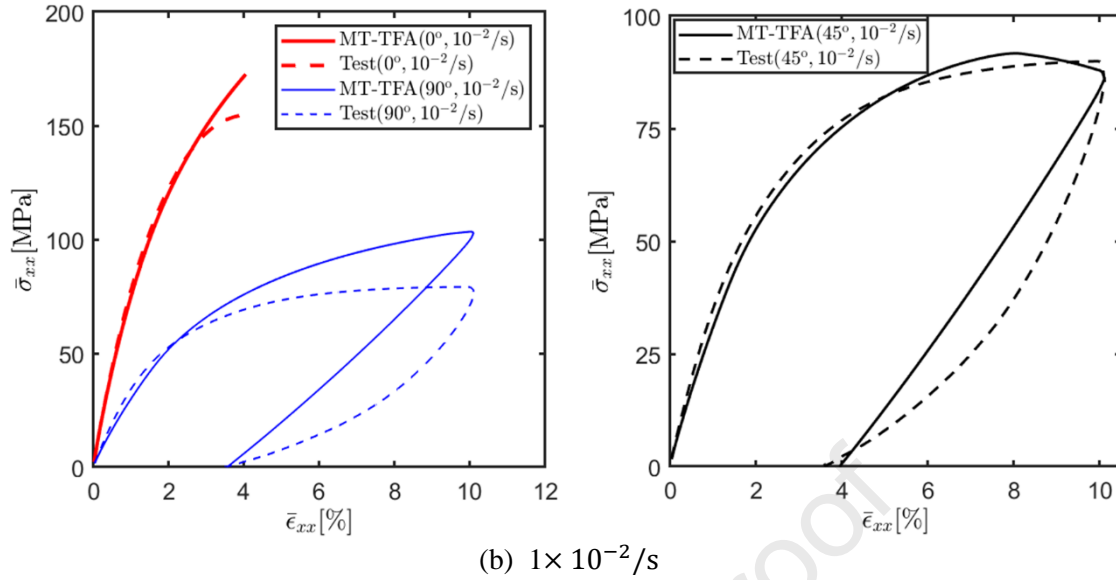 200
150
100
50
0
0 2 4 6 8 10 12
σ̄xx[MPa]
ε̄xx[%]
MT-TFA(0°, 10⁻²/s)
Test(0°, 10⁻²/s)
MT-TFA(90°, 10⁻²/s)
Test(90°, 10⁻²/s)
100
75
50
25
0
0 2 4 6 8 10
σ̄xx[MPa]
ε̄xx[%]
MT-TFA(45°, 10⁻²/s)
Test(45°, 10⁻²/s)
(b) 1× 10⁻²/s
roof